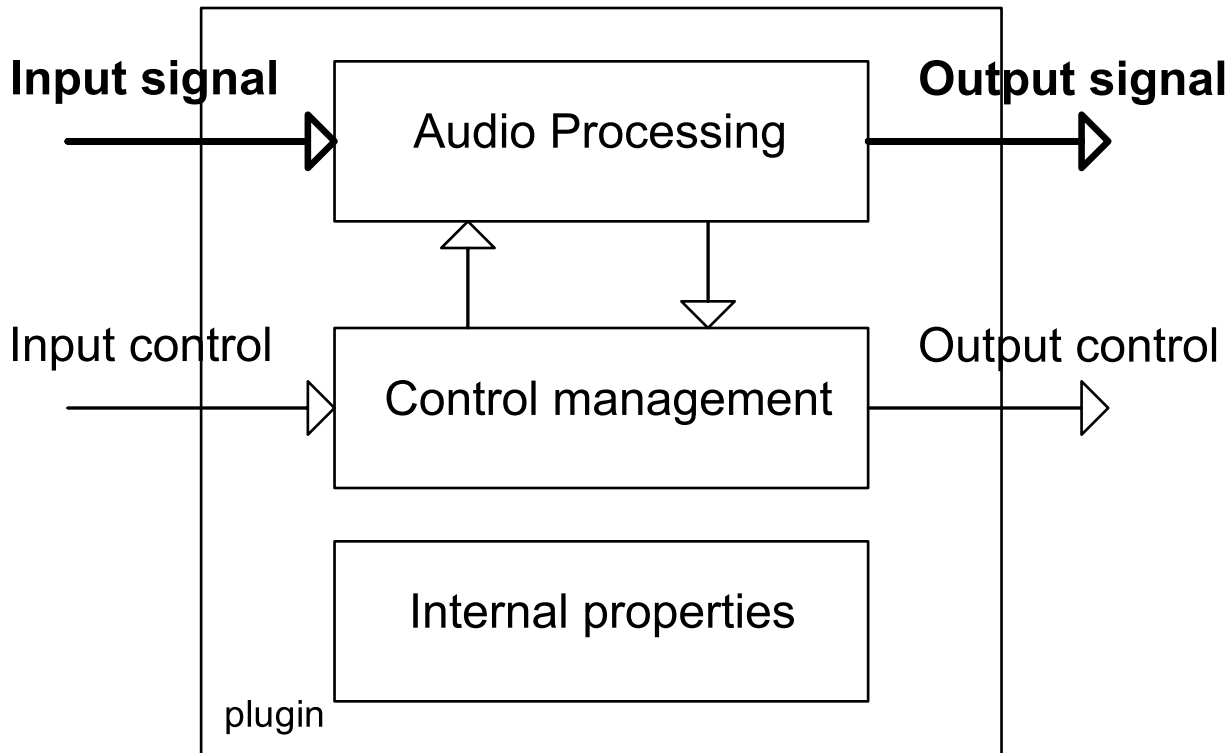 Input signal
Output signal
Audio Processing
Input control
Output control
Control management
Internal properties
plugin